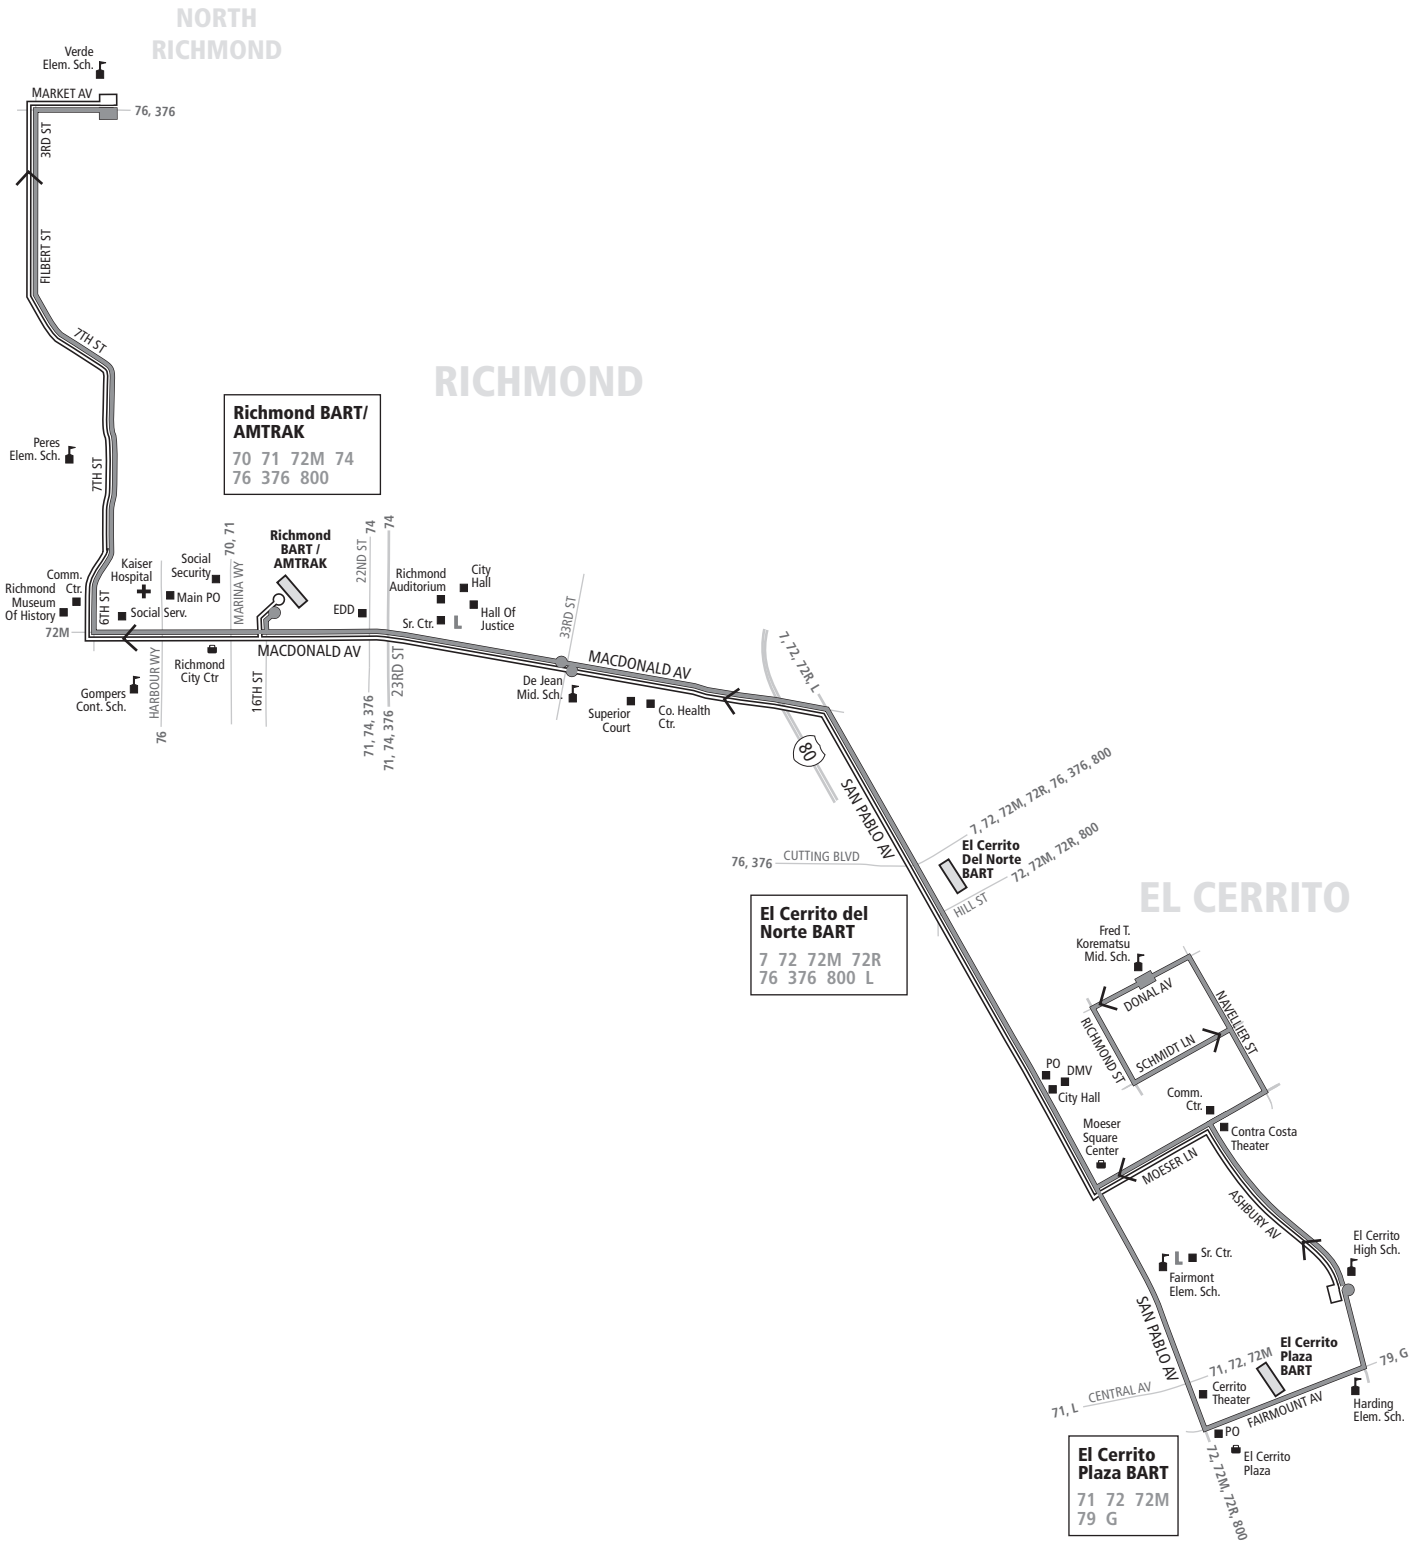 NORTH
RICHMOND
Verde
Elem. Sch.
MARKET AV
76, 376
3RD ST
FILBERT ST
7TH ST
RICHMOND
Richmond BART/
AMTRAK
70 71 72M 74
76 376 800
Peres
Elem. Sch.
7TH ST
Richmond
BART /
AMTRAK
70, 71
MARINA WY
74
22ND ST
74
Social
Security
Kaiser
Hospital
Main PO
Social Serv.
Comm.
Ctr.
Richmond
Museum
Of History
6TH ST
72M
EDD
Richmond
Auditorium
City
Hall
Sr. Ctr.
L
Hall Of
Justice
33RD ST
MACDONALD AV
MACDONALD AV
Richmond
City Ctr
Gompers
Cont. Sch.
HARBOUR WY
76
16TH ST
23RD ST
71, 74, 376
71, 74, 376
De Jean
Mid. Sch.
Superior
Court
Co. Health
Ctr.
7, 72, 72R, L
80
SAN PABLO AV
7, 72, 72M, 72R, 76, 376, 800
76, 376
CUTTING BLVD
El Cerrito
Del Norte
BART
72, 72M, 72R, 800
HILL ST
EL CERRITO
El Cerrito del
Norte BART
7 72 72M 72R
76 376 800 L
Fred T.
Korematsu
Mid. Sch.
DONAL AV
NAVELLIER ST
RICHMOND ST
SCHMIDT LN
PO
DMV
City Hall
Comm.
Ctr.
Moeser
Square
Center
Contra Costa
Theater
MOESER LN
ASHBURY AV
El Cerrito
High Sch.
L
Sr. Ctr.
Fairmont
Elem. Sch.
SAN PABLO AV
El Cerrito
Plaza
BART
71, 72, 72M
79, G
CENTRAL AV
71, L
Cerrito
Theater
FAIRMOUNT AV
Harding
Elem. Sch.
PO
El Cerrito
Plaza
72, 72M, 72R, 800
El Cerrito
Plaza BART
71 72 72M
79 G